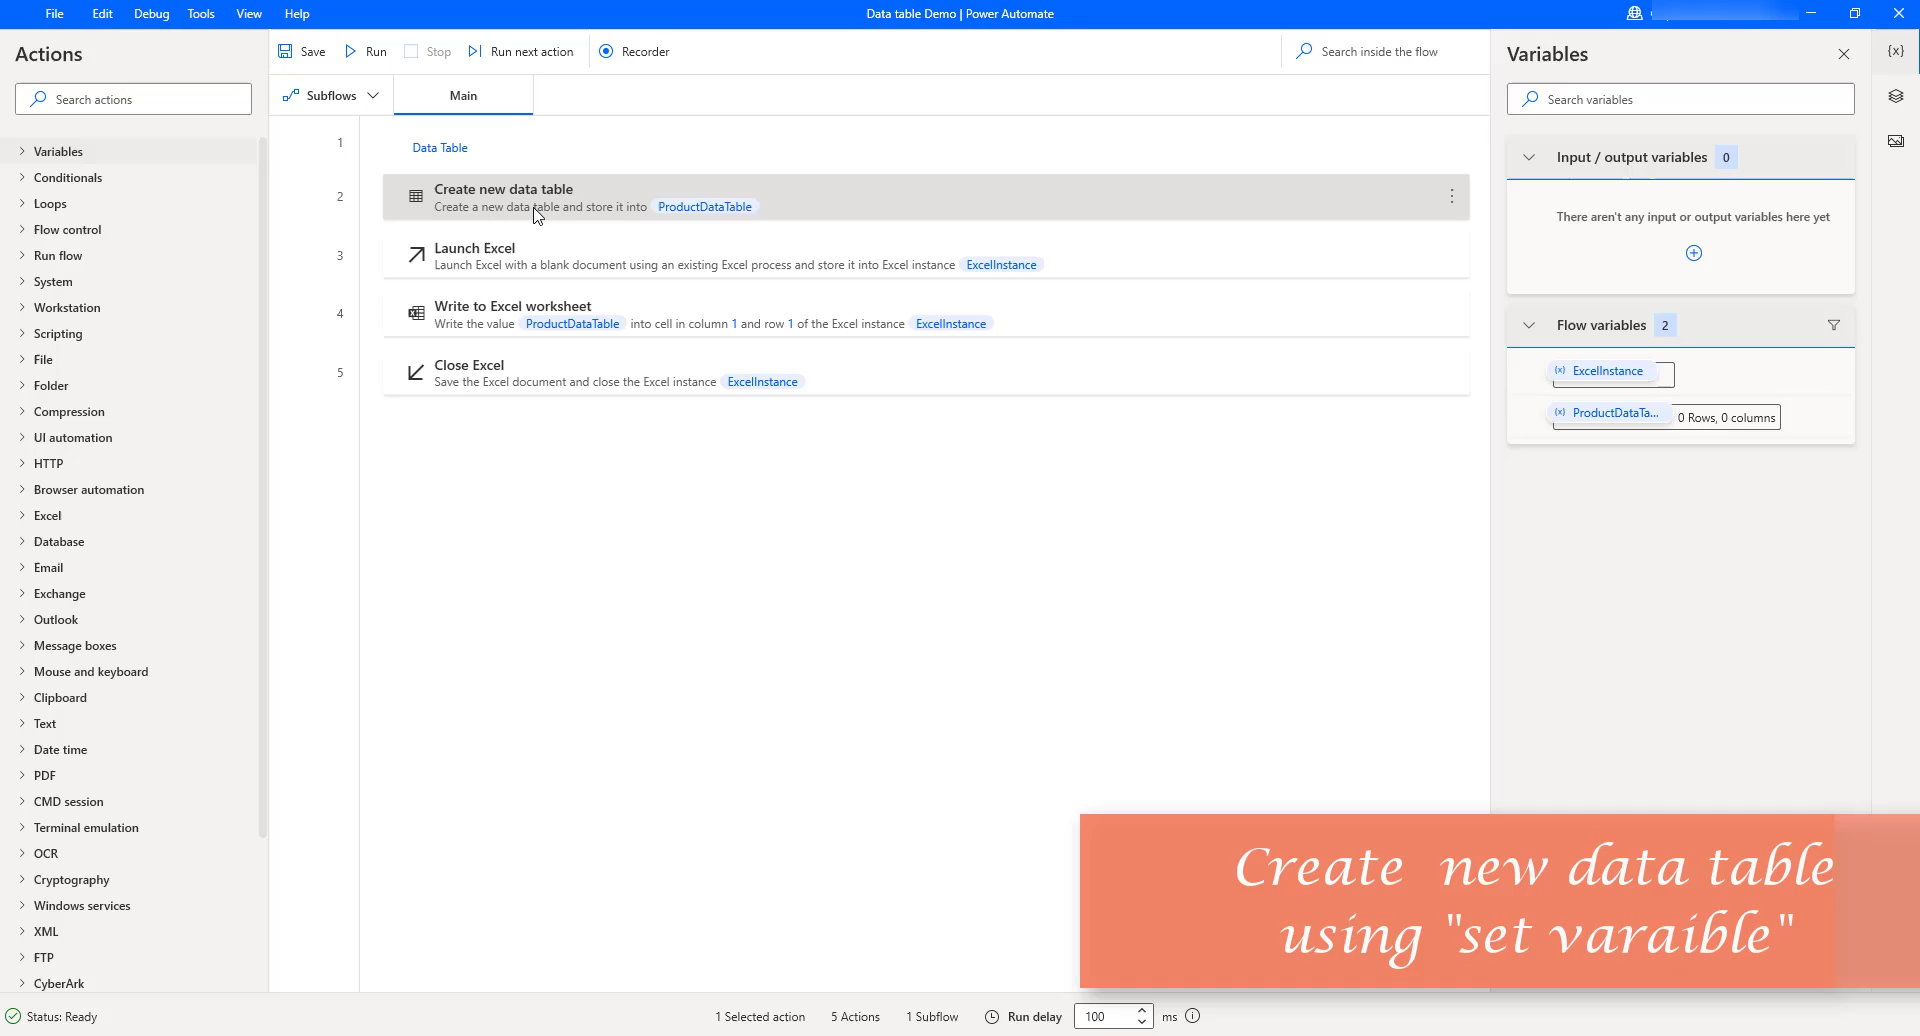 File Edit Debug Tools View Help
Data table Demo | Power Automate
Actions
Search actions
Variables
Conditionals
Loops
Flow control
Run flow
System
Workstation
Scripting
File
Folder
Compression
UI automation
HTTP
Browser automation
Excel
Database
Email
Exchange
Outlook
Message boxes
Mouse and keyboard
Clipboard
Text
Date time
PDF
CMD session
Terminal emulation
OCR
Cryptography
Windows services
XML
FTP
CyberArk
Save Run Stop Run next action Recorder
Search inside the flow
Subflows Main
1 Data Table
2 Create new data table
Create a new data table and store it into ProductDataTable
3 Launch Excel
Launch Excel with a blank document using an existing Excel process and store it into Excel instance ExcelInstance
4 Write to Excel worksheet
Write the value ProductDataTable into cell in column 1 and row 1 of the Excel instance ExcelInstance
5 Close Excel
Save the Excel document and close the Excel instance ExcelInstance
Variables
{x}
Search variables
Input / output variables 0
There aren't any input or output variables here yet
Flow variables 2
(x) ExcelInstance
(x) ProductDataTa... 0 Rows, 0 columns
Create new data table
using "set varaible"
Status: Ready 1 Selected action 5 Actions 1 Subflow Run delay 100 ms